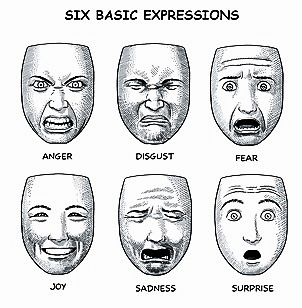 SIX BASIC EXPRESSIONS
ANGER DISGUST FEAR
JOY SADNESS SURPRISE